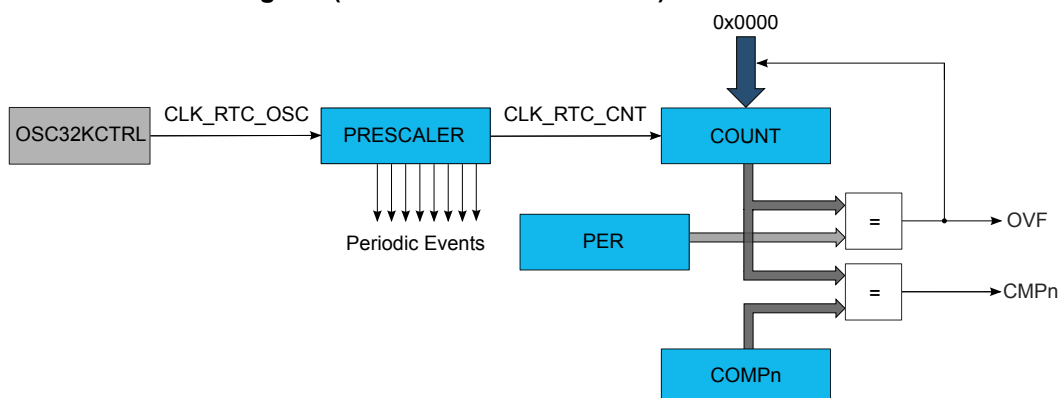 0x0000
OSC32KCTRL
CLK_RTC_OSC
PRESCALER
CLK_RTC_CNT
COUNT
Periodic Events
PER
=
OVF
=
CMPn
COMPn